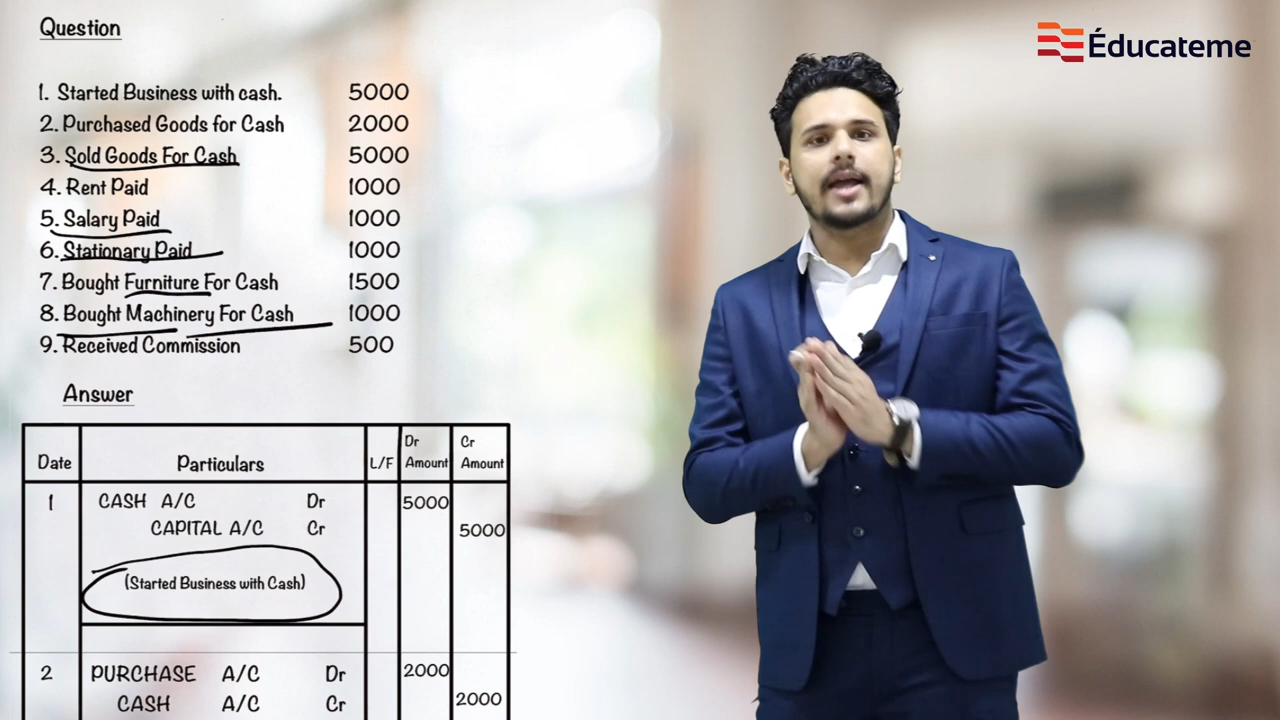 Question
1. Started Business with cash. 5000
2. Purchased Goods for Cash 2000
3. Sold Goods For Cash 5000
4. Rent Paid 1000
5. Salary Paid 1000
6. Stationary Paid 1000
7. Bought Furniture For Cash 1500
8. Bought Machinery For Cash 1000
9. Received Commission 500
Answer
Date Particulars L/F Dr Amount Cr Amount
1 CASH A/C Dr 5000
CAPITAL A/C Cr 5000
(Started Business with Cash)
2 PURCHASE A/C Dr 2000
CASH A/C Cr 2000
Éducateme